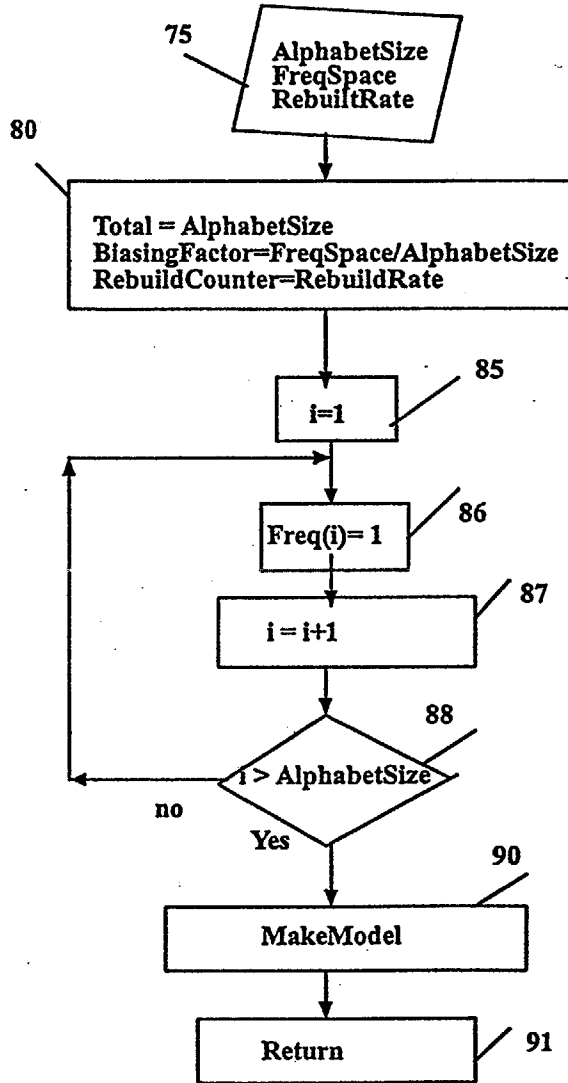 75
AlphabetSize
FreqSpace
RebuiltRate
80
Total = AlphabetSize
BiasingFactor=FreqSpace/AlphabetSize
RebuildCounter=RebuildRate
85
i=1
86
Freq(i)= 1
87
i = i+1
88
i > AlphabetSize
no
Yes
90
MakeModel
Return
91